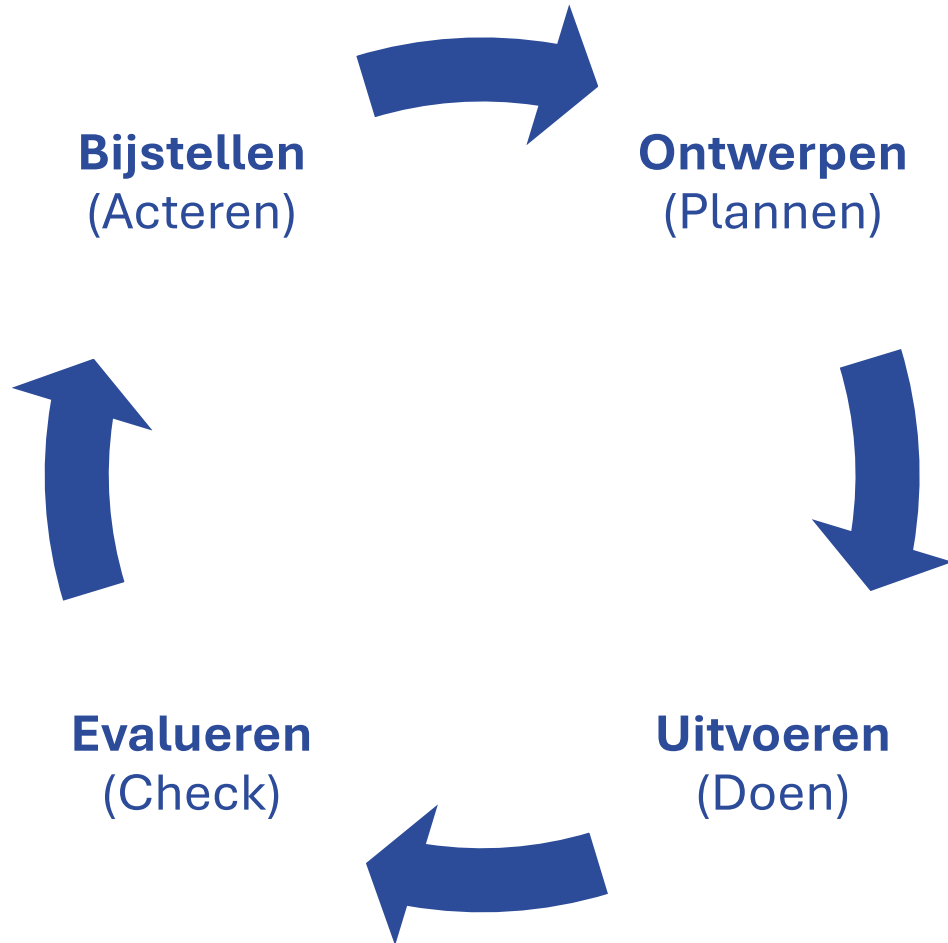 Bijstellen
(Acteren)
Ontwerpen
(Plannen)
Evalueren
(Check)
Uitvoeren
(Doen)